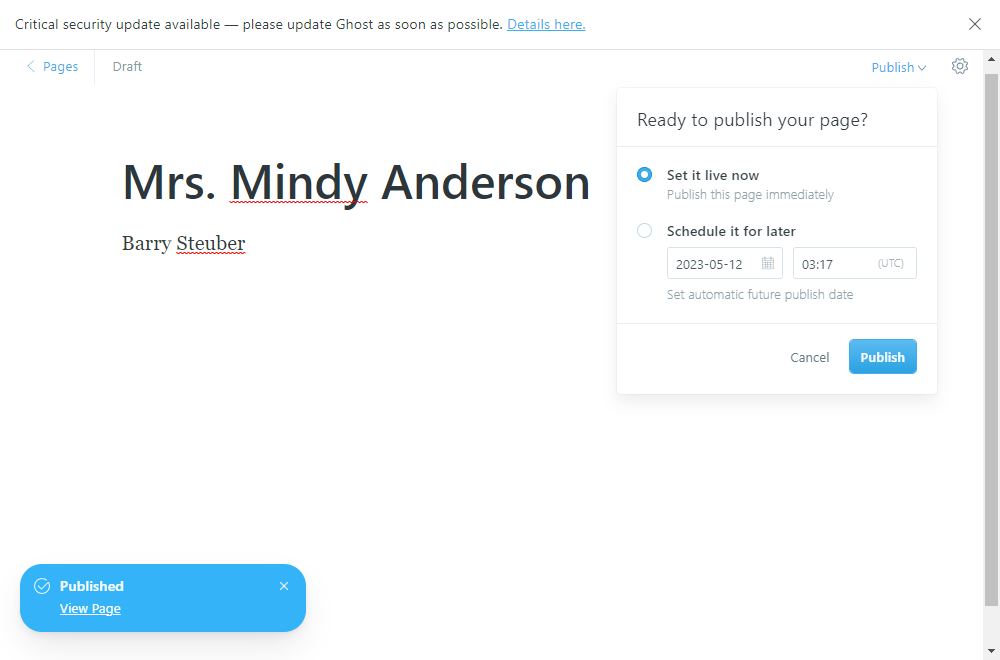 Critical security update available — please update Ghost as soon as possible. Details here.
Pages
Draft
Publish
Ready to publish your page?
Mrs. Mindy Anderson
Barry Steuber
Set it live now
Publish this page immediately
Schedule it for later
2023-05-12
03:17 (UTC)
Set automatic future publish date
Cancel
Publish
Published
View Page